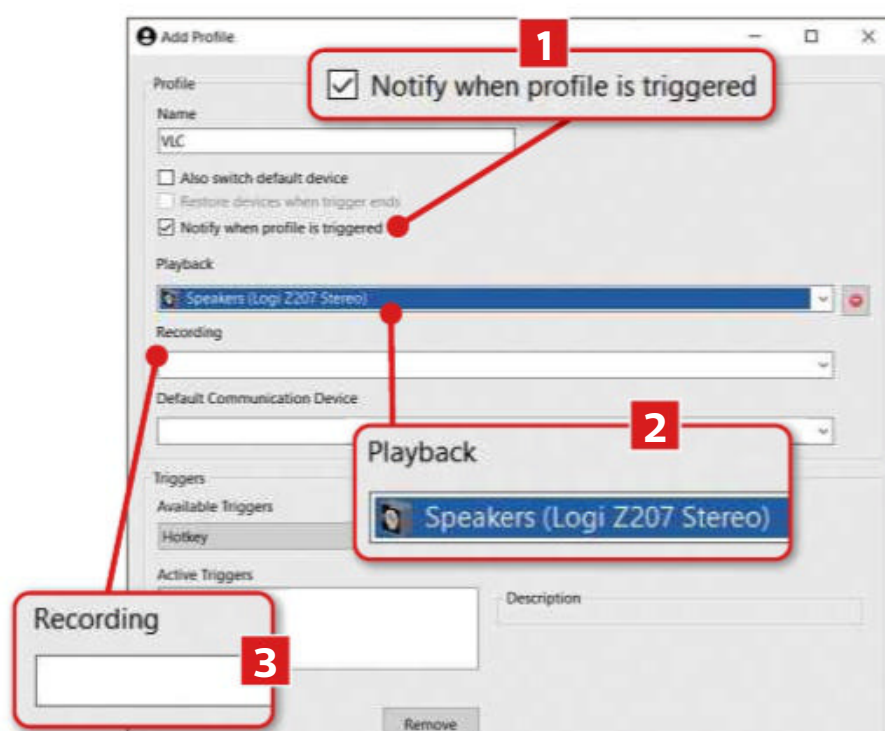 Add Profile
1
Notify when profile is triggered
Profile
Name
VLC
Also switch default device
Restore devices when trigger ends
Notify when profile is triggered
Playback
Speakers (Logi Z207 Stereo)
Recording
Default Communication Device
2
Playback
Speakers (Logi Z207 Stereo)
Triggers
Available Triggers
Hotkey
Active Triggers
Description
Recording
3
Remove